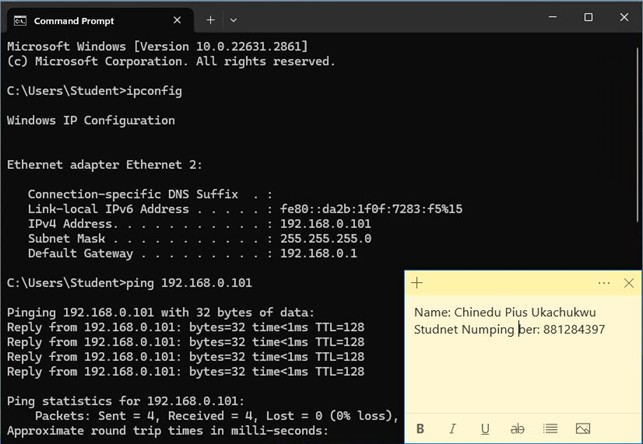 Command Prompt
Microsoft Windows [Version 10.0.22631.2861]
(c) Microsoft Corporation. All rights reserved.
C:\Users\Student>ipconfig
Windows IP Configuration
Ethernet adapter Ethernet 2:
Connection-specific DNS Suffix . :
Link-local IPv6 Address . . . . . : fe80::da2b:1f0f:7283:f5%15
IPv4 Address. . . . . . . . . . . : 192.168.0.101
Subnet Mask . . . . . . . . . . . : 255.255.255.0
Default Gateway . . . . . . . . . : 192.168.0.1
C:\Users\Student>ping 192.168.0.101
Pinging 192.168.0.101 with 32 bytes of data:
Reply from 192.168.0.101: bytes=32 time<1ms TTL=128
Reply from 192.168.0.101: bytes=32 time<1ms TTL=128
Reply from 192.168.0.101: bytes=32 time<1ms TTL=128
Reply from 192.168.0.101: bytes=32 time<1ms TTL=128
Ping statistics for 192.168.0.101:
Packets: Sent = 4, Received = 4, Lost = 0 (0% loss),
Approximate round trip times in milli-seconds:
Name: Chinedu Pius Ukachukwu
Studnet Numping ber: 881284397
B I U ab